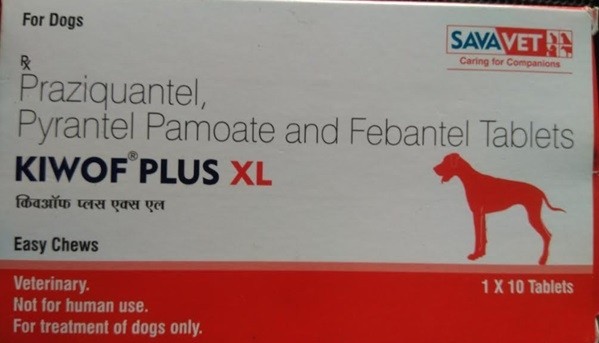 For Dogs
SAVAVET
Caring for Companions
℞
Praziquantel,
Pyrantel Pamoate and Febantel Tablets
KIWOF® PLUS XL
किवऑफ प्लस एक्स एल
Easy Chews
Veterinary.
Not for human use.
For treatment of dogs only.
1 X 10 Tablets